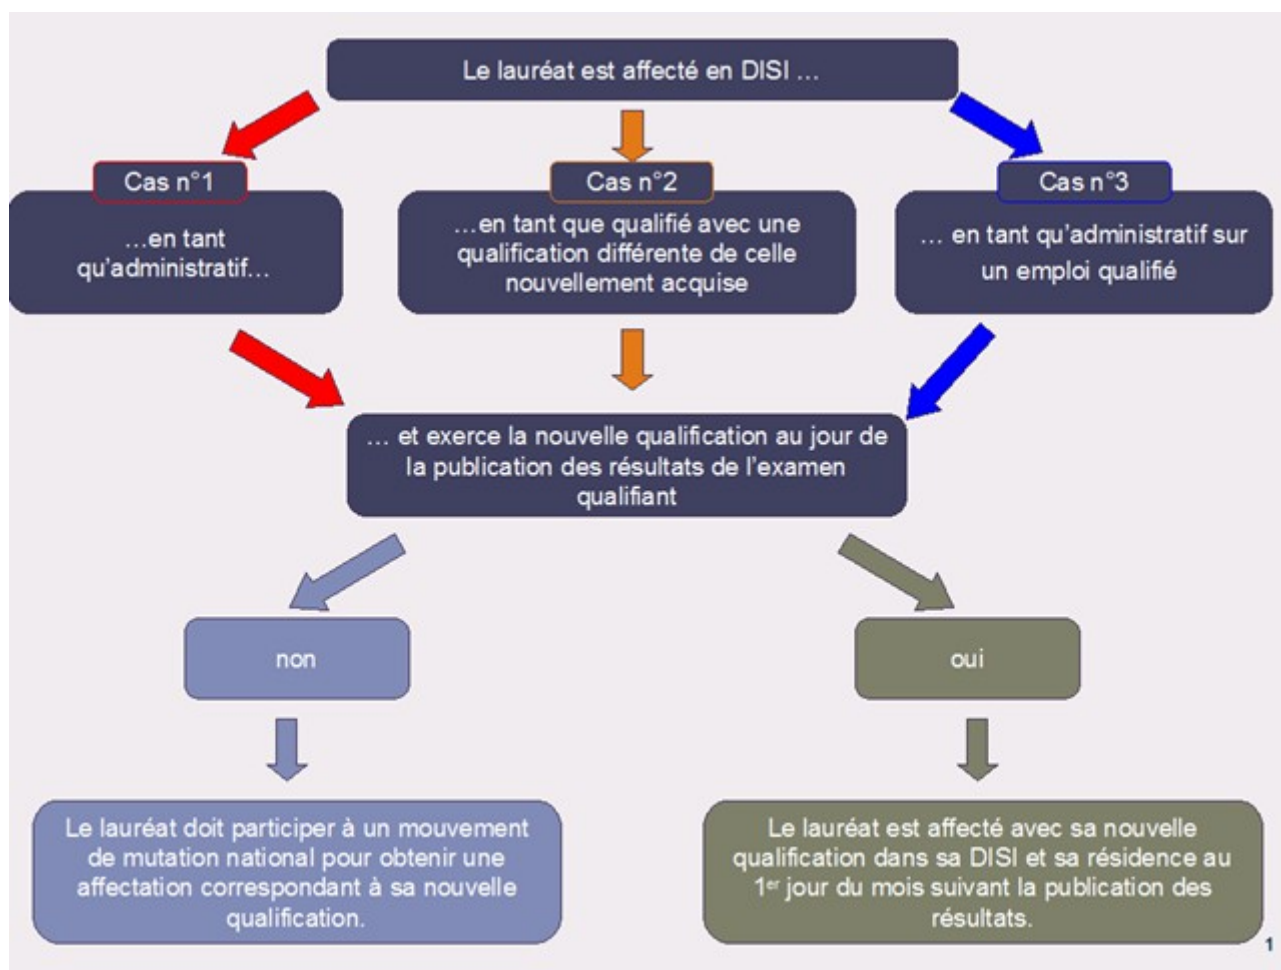 Le lauréat est affecté en DISI …
Cas n°1
…en tant
qu'administratif…
Cas n°2
…en tant que qualifié avec une
qualification différente de celle
nouvellement acquise
Cas n°3
… en tant qu'administratif sur
un emploi qualifié
… et exerce la nouvelle qualification au jour de
la publication des résultats de l'examen
qualifiant
non
oui
Le lauréat doit participer à un mouvement
de mutation national pour obtenir une
affectation correspondant à sa nouvelle
qualification.
Le lauréat est affecté avec sa nouvelle
qualification dans sa DISI et sa résidence au
1er jour du mois suivant la publication des
résultats.
1